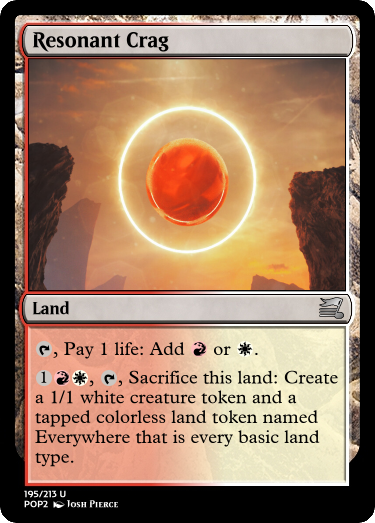 Resonant Crag
Land
, Pay 1 life: Add or .
1 , , Sacrifice this land: Create
a 1/1 white creature token and a
tapped colorless land token named
Everywhere that is every basic land
type.
195/213 U
POP2 Josh Pierce